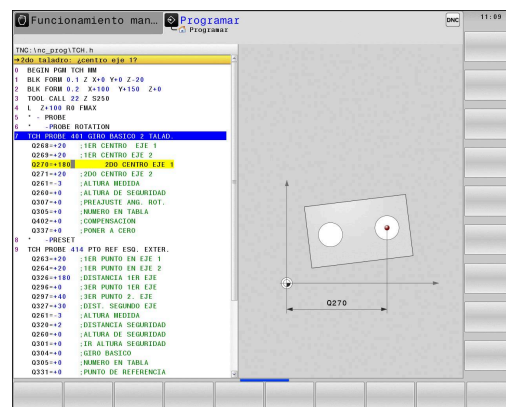 Funcionamiento man...
Programar
Programar
DNC
11:09
TNC:\nc_prog\TCH.h
→2do taladro: ¿centro eje 1?
0 BEGIN PGM TCH MM
1 BLK FORM 0.1 Z X+0 Y+0 Z-20
2 BLK FORM 0.2 X+100 Y+150 Z+0
3 TOOL CALL 22 Z S250
4 L Z+100 R0 FMAX
5 * - PROBE
6 * -PROBE ROTATION
7 TCH PROBE 401 GIRO BASICO 2 TALAD.
Q268=+20 ;1ER CENTRO EJE 1
Q269=+20 ;1ER CENTRO EJE 2
Q270=+180 2DO CENTRO EJE 1
Q271=+20 ;2DO CENTRO EJE 2
Q261=-3 ;ALTURA MEDIDA
Q260=+0 ;ALTURA DE SEGURIDAD
Q307=+0 ;PREAJUSTE ANG. ROT.
Q305=+0 ;NUMERO EN TABLA
Q402=+0 ;COMPENSACION
Q337=+0 ;PONER A CERO
8 * -PRESET
9 TCH PROBE 414 PTO REF ESQ. EXTER.
Q263=+20 ;1ER PUNTO EN EJE 1
Q264=+20 ;1ER PUNTO EN EJE 2
Q326=+180 ;DISTANCIA 1ER EJE
Q296=+0 ;3ER PUNTO 1ER EJE
Q297=+40 ;3ER PUNTO 2. EJE
Q327=+30 ;DIST. SEGUNDO EJE
Q261=-3 ;ALTURA MEDIDA
Q320=+2 ;DISTANCIA SEGURIDAD
Q260=+0 ;ALTURA DE SEGURIDAD
Q301=+0 ;IR ALTURA SEGURIDAD
Q304=+0 ;GIRO BASICO
Q305=+0 ;NUMERO EN TABLA
Q331=+0 ;PUNTO DE REFERENCIA
Q270